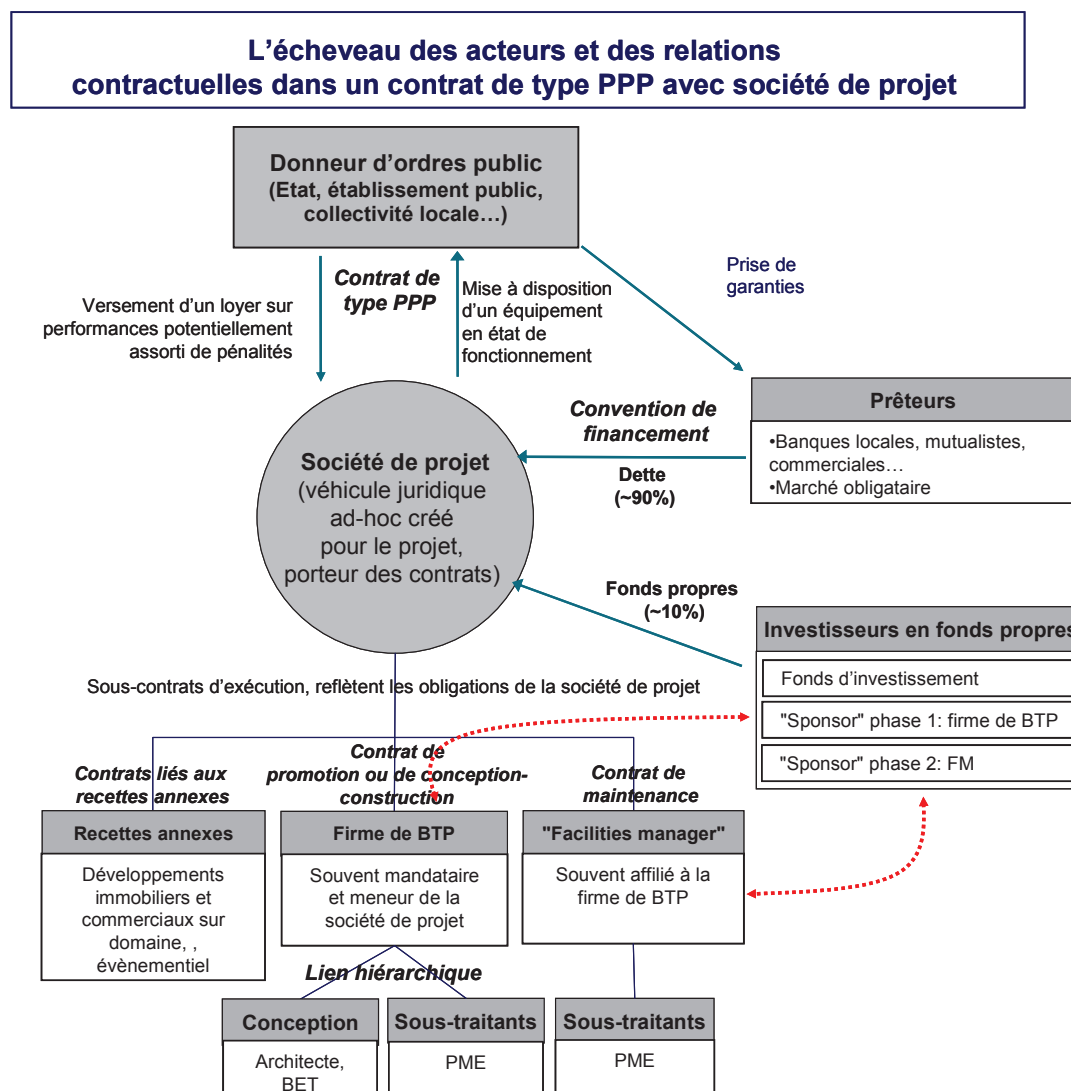 L'écheveau des acteurs et des relations
contractuelles dans un contrat de type PPP avec société de projet
Donneur d'ordres public
(Etat, établissement public,
collectivité locale…)
Contrat de
type PPP
Versement d'un loyer sur
performances potentiellement
assorti de pénalités
Mise à disposition
d'un équipement
en état de
fonctionnement
Prise de
garanties
Prêteurs
•Banques locales, mutualistes,
commerciales…
•Marché obligataire
Convention de
financement
Dette
(~90%)
Société de projet
(véhicule juridique
ad-hoc créé
pour le projet,
porteur des contrats)
Fonds propres
(~10%)
Investisseurs en fonds propres
Fonds d'investissement
"Sponsor" phase 1: firme de BTP
"Sponsor" phase 2: FM
Sous-contrats d'exécution, reflètent les obligations de la société de projet
Contrats liés aux
recettes annexes
Contrat de
promotion ou de conception-
construction
Contrat de
maintenance
Recettes annexes
Développements
immobiliers et
commerciaux sur
domaine, ,
évènementiel
Firme de BTP
Souvent mandataire
et meneur de la
société de projet
"Facilities manager"
Souvent affilié à la
firme de BTP
Lien hiérarchique
Conception
Architecte,
BET
Sous-traitants
PME
Sous-traitants
PME